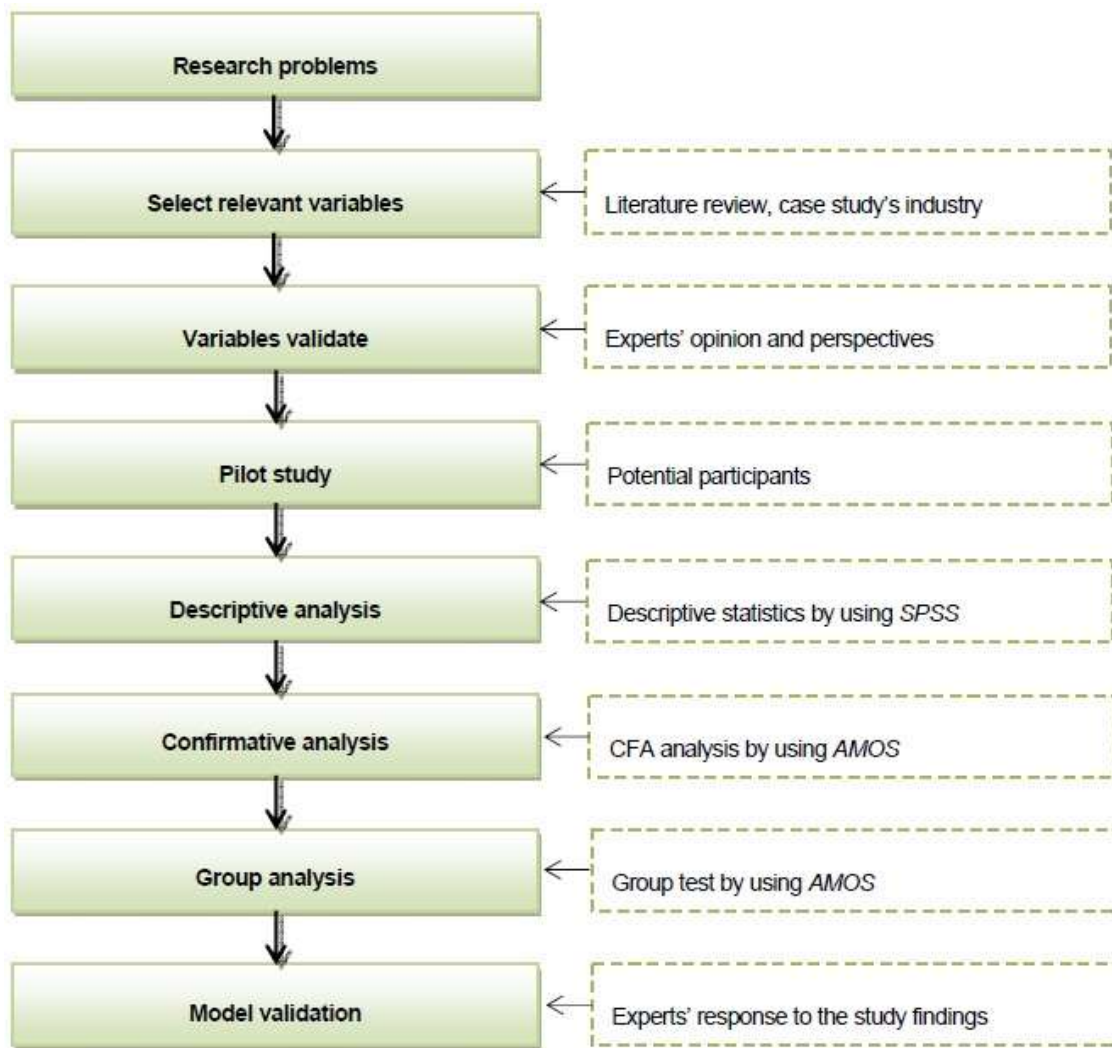 Research problems
Select relevant variables
Literature review, case study's industry
Variables validate
Experts' opinion and perspectives
Pilot study
Potential participants
Descriptive analysis
Descriptive statistics by using SPSS
Confirmative analysis
CFA analysis by using AMOS
Group analysis
Group test by using AMOS
Model validation
Experts' response to the study findings